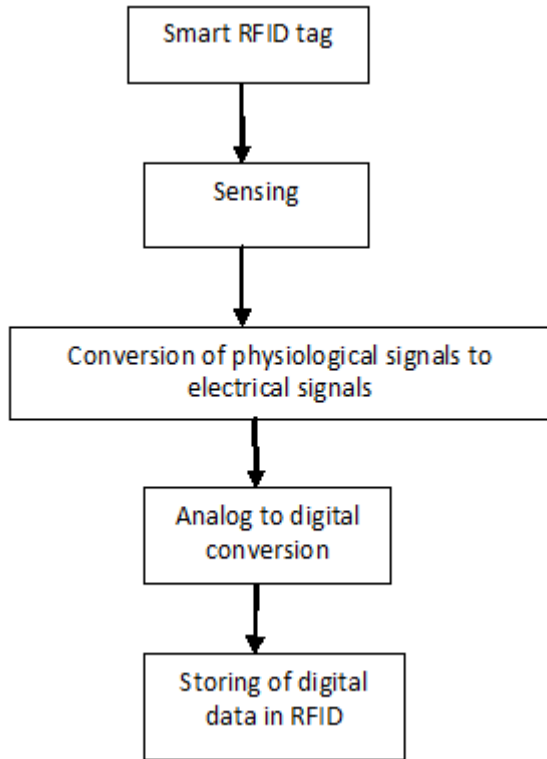 Smart RFID tag
Sensing
Conversion of physiological signals to
electrical signals
Analog to digital
conversion
Storing of digital
data in RFID